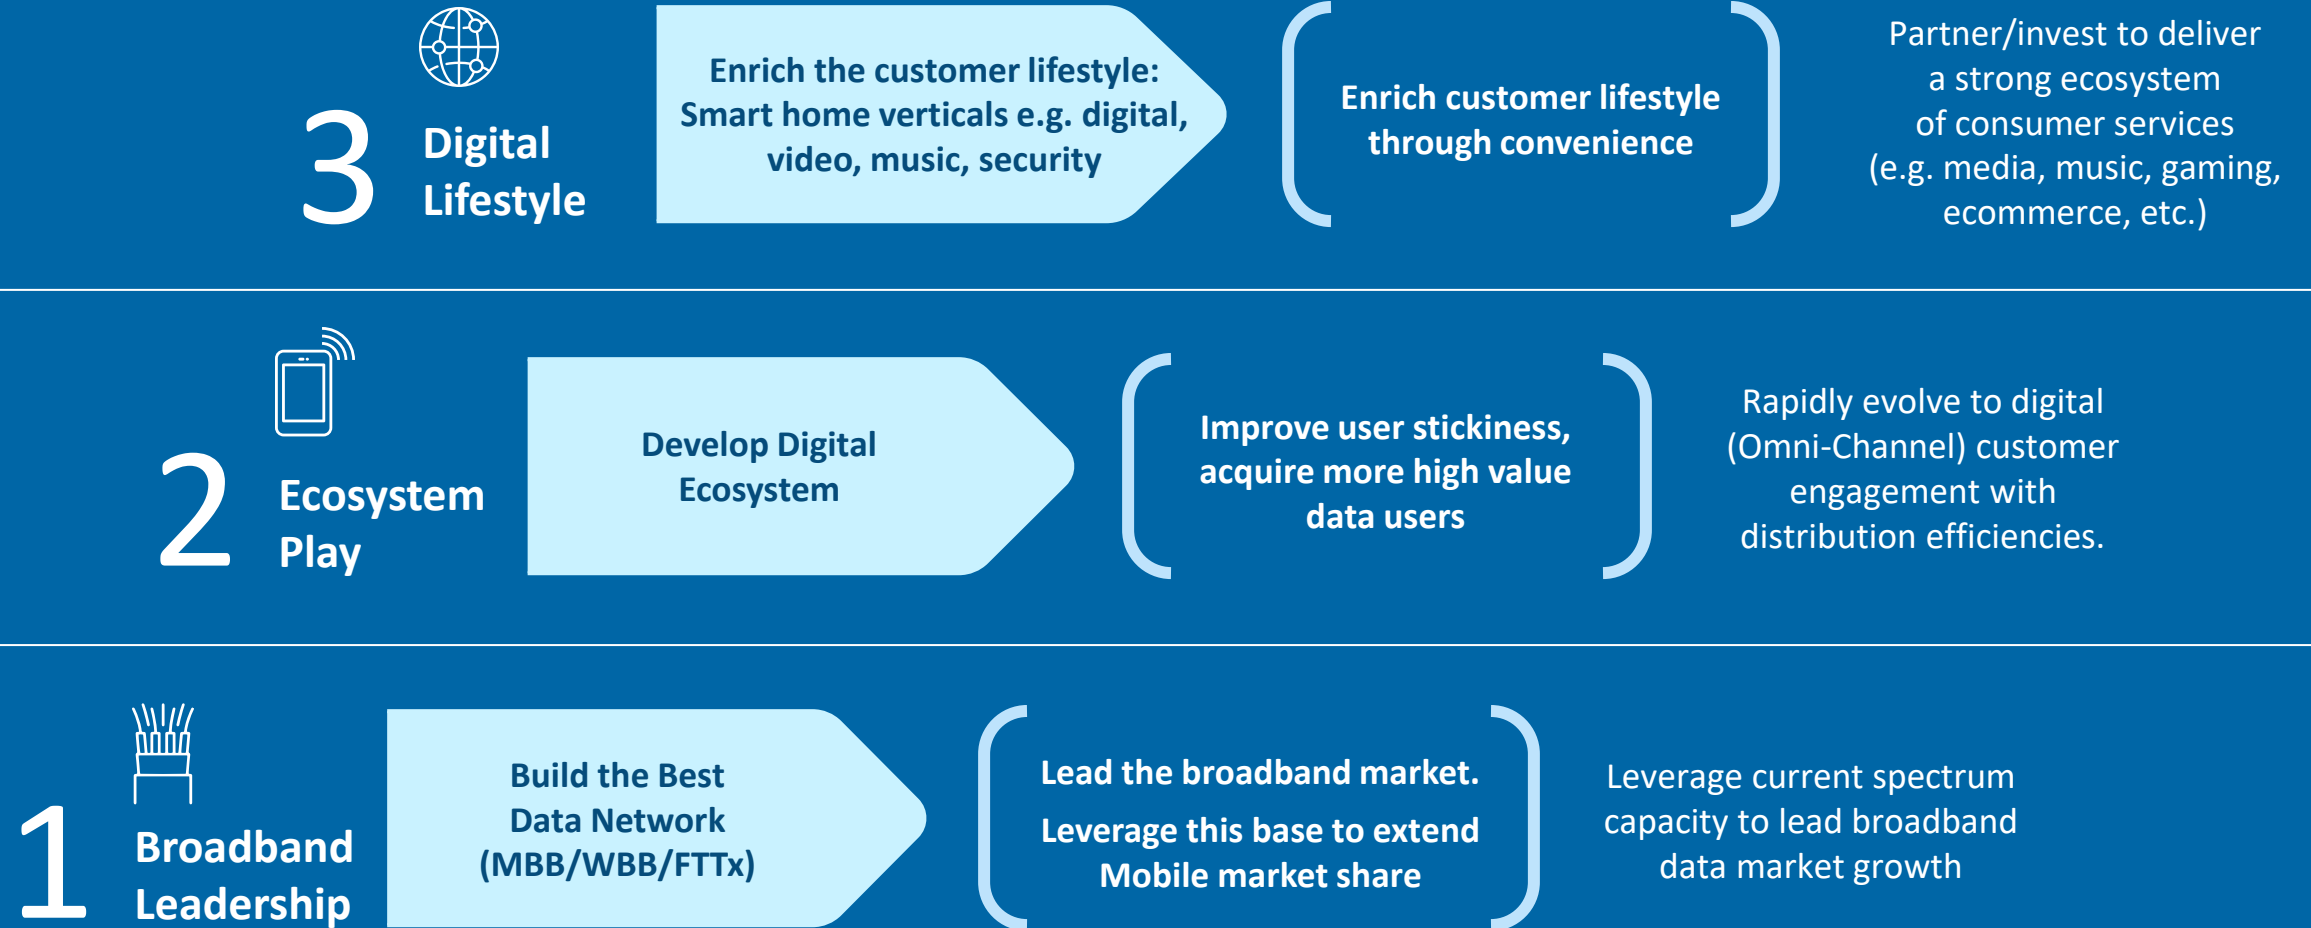 3
Digital
Lifestyle
Enrich the customer lifestyle:
Smart home verticals e.g. digital,
video, music, security
Enrich customer lifestyle
through convenience
Partner/invest to deliver
a strong ecosystem
of consumer services
(e.g. media, music, gaming,
ecommerce, etc.)
2
Ecosystem
Play
Develop Digital
Ecosystem
Improve user stickiness,
acquire more high value
data users
Rapidly evolve to digital
(Omni-Channel) customer
engagement with
distribution efficiencies.
1
Broadband
Leadership
Build the Best
Data Network
(MBB/WBB/FTTx)
Lead the broadband market.
Leverage this base to extend
Mobile market share
Leverage current spectrum
capacity to lead broadband
data market growth